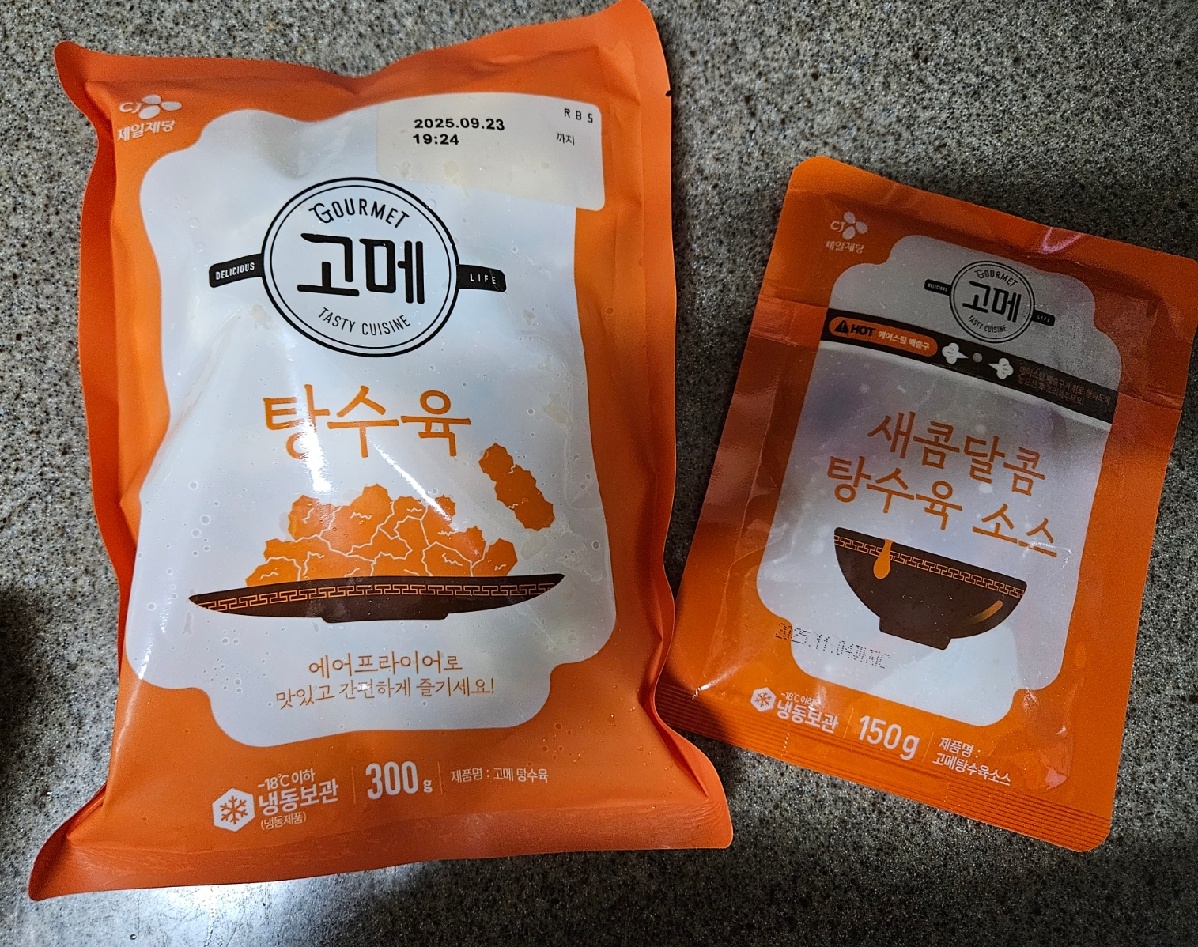 CJ
제일제당
2025.09.23
19:24
RB5
까지
GOURMET
DELICIOUS
고메
LIFE
TASTY CUISINE
탕수육
에어프라이어로
맛있고 간편하게 즐기세요!
-18℃ 이하
냉동보관
(냉동제품)
300g
제품명 : 고메 탕수육
CJ
제일제당
GOURMET
고메
LIFE
TASTY CUISINE
HOT
새콤달콤
탕수육 소스
2025.11.04까지
-18℃ 이하
냉동보관
150g
제품명 :
고메탕수육소스